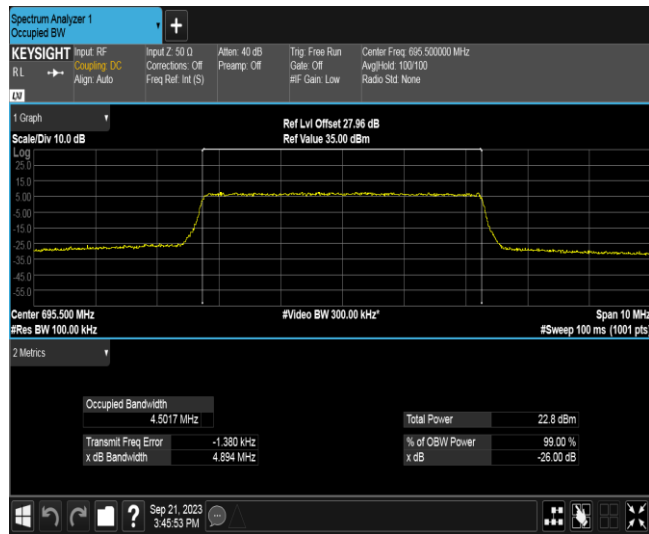 Spectrum Analyzer 1
Occupied BW
+
KEYSIGHT
RL
LXI
Input: RF
Coupling: DC
Align: Auto
Input Z: 50 Ω
Corrections: Off
Freq Ref: Int (S)
Atten: 40 dB
Preamp: Off
Trig: Free Run
Gate: Off
#IF Gain: Low
Center Freq: 695.500000 MHz
Avg|Hold: 100/100
Radio Std: None
1 Graph
Scale/Div 10.0 dB
Ref Lvl Offset 27.96 dB
Ref Value 35.00 dBm
Log
25.0
15.0
5.00
-5.00
-15.0
-25.0
-35.0
-45.0
-55.0
Center 695.500 MHz
#Video BW 300.00 kHz*
Span 10 MHz
#Res BW 100.00 kHz
#Sweep 100 ms (1001 pts)
2 Metrics
Occupied Bandwidth
4.5017 MHz
Total Power 22.8 dBm
Transmit Freq Error -1.380 kHz
% of OBW Power 99.00 %
x dB Bandwidth 4.894 MHz
x dB -26.00 dB
?
Sep 21, 2023
3:45:53 PM